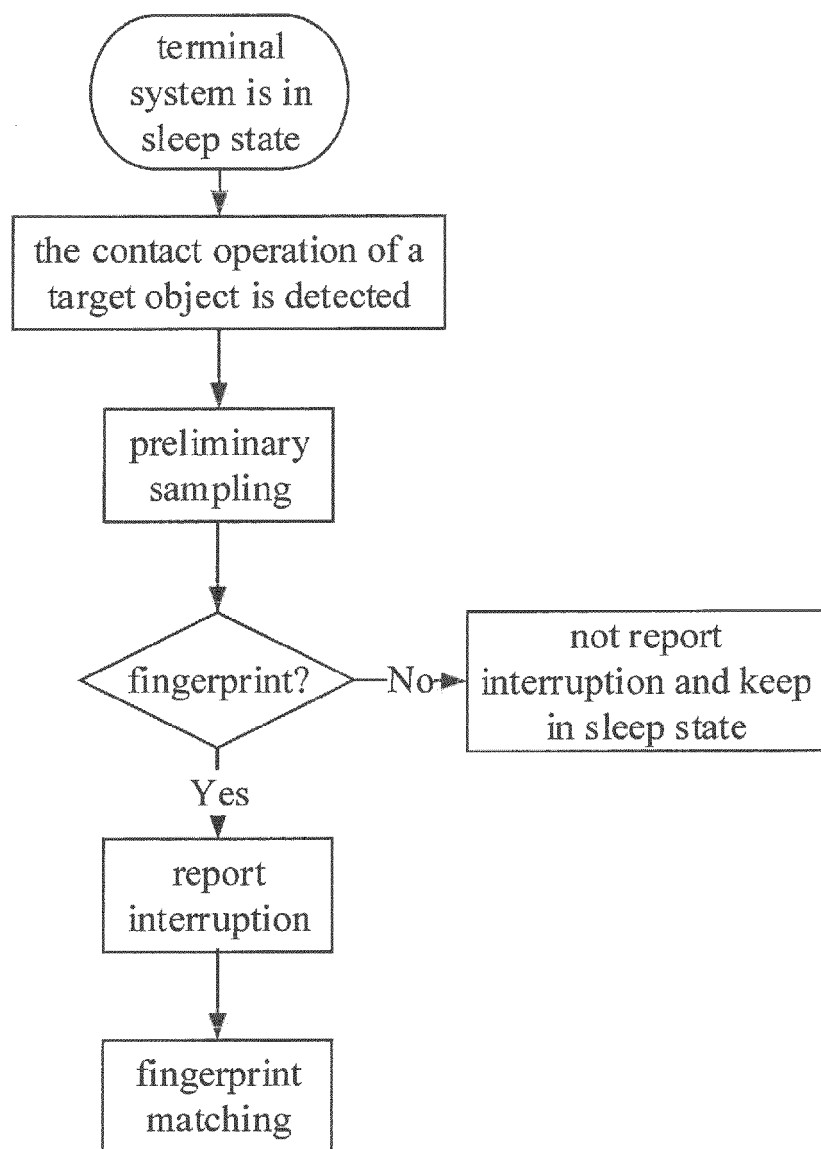 terminal
system is in
sleep state
the contact operation of a
target object is detected
preliminary
sampling
fingerprint?
No
not report
interruption and keep
in sleep state
Yes
report
interruption
fingerprint
matching